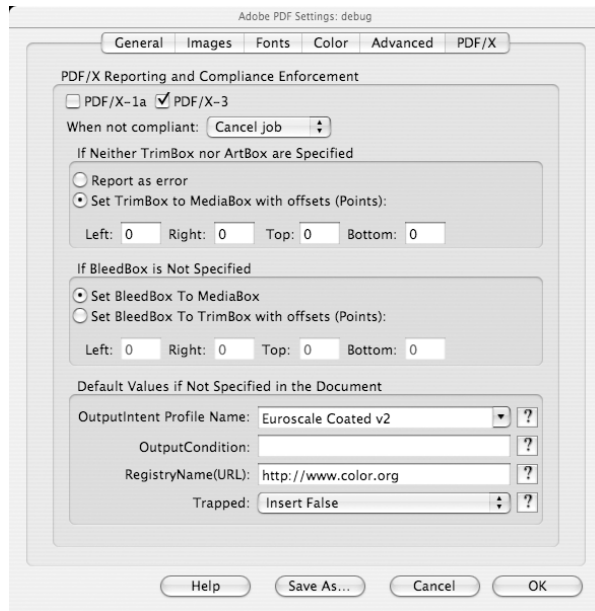 Adobe PDF Settings: debug
General Images Fonts Color Advanced PDF/X
PDF/X Reporting and Compliance Enforcement
PDF/X-1a PDF/X-3
When not compliant: Cancel job
If Neither TrimBox nor ArtBox are Specified
Report as error
Set TrimBox to MediaBox with offsets (Points):
Left: 0 Right: 0 Top: 0 Bottom: 0
If BleedBox is Not Specified
Set BleedBox To MediaBox
Set BleedBox To TrimBox with offsets (Points):
Left: 0 Right: 0 Top: 0 Bottom: 0
Default Values if Not Specified in the Document
OutputIntent Profile Name: Euroscale Coated v2 ?
OutputCondition: ?
RegistryName(URL): http://www.color.org ?
Trapped: Insert False ?
Help Save As... Cancel OK